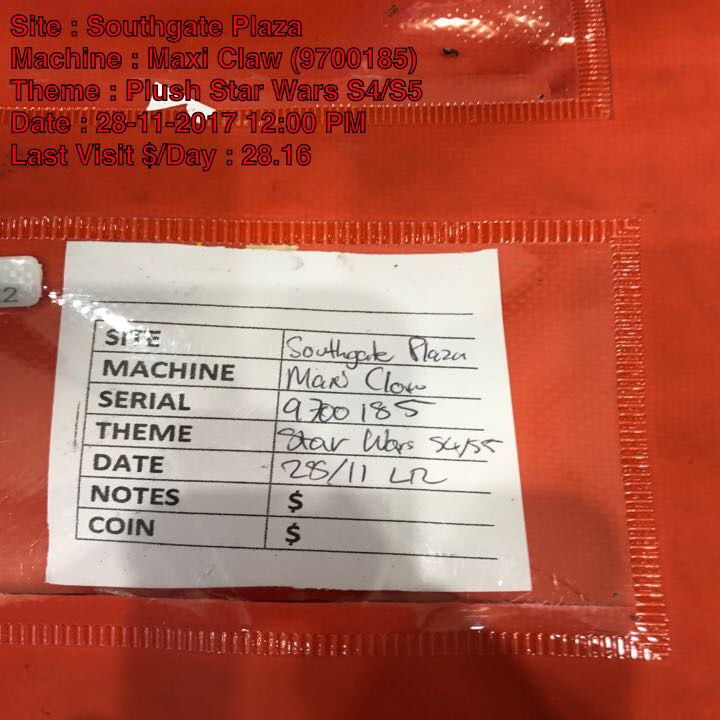 Site : Southgate Plaza
Machine : Maxi Claw (9700185)
Theme : Plush Star Wars S4/S5
Date : 28-11-2017 12:00 PM
Last Visit $/Day : 28.16
2
SITE Southgate Plaza
MACHINE Maxi Claw
SERIAL 9700185
THEME Star Wars S4/S5
DATE 28/11 LR
NOTES $
COIN $